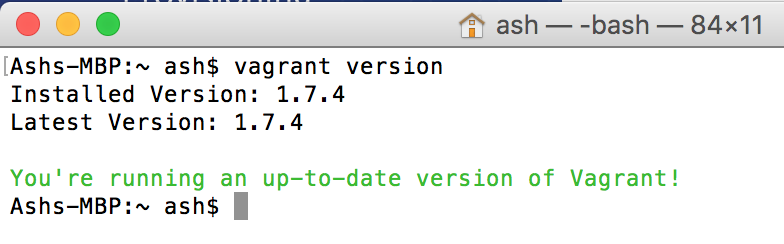 ash — -bash — 84×11
Ashs-MBP:~ ash$ vagrant version
Installed Version: 1.7.4
Latest Version: 1.7.4
You're running an up-to-date version of Vagrant!
Ashs-MBP:~ ash$